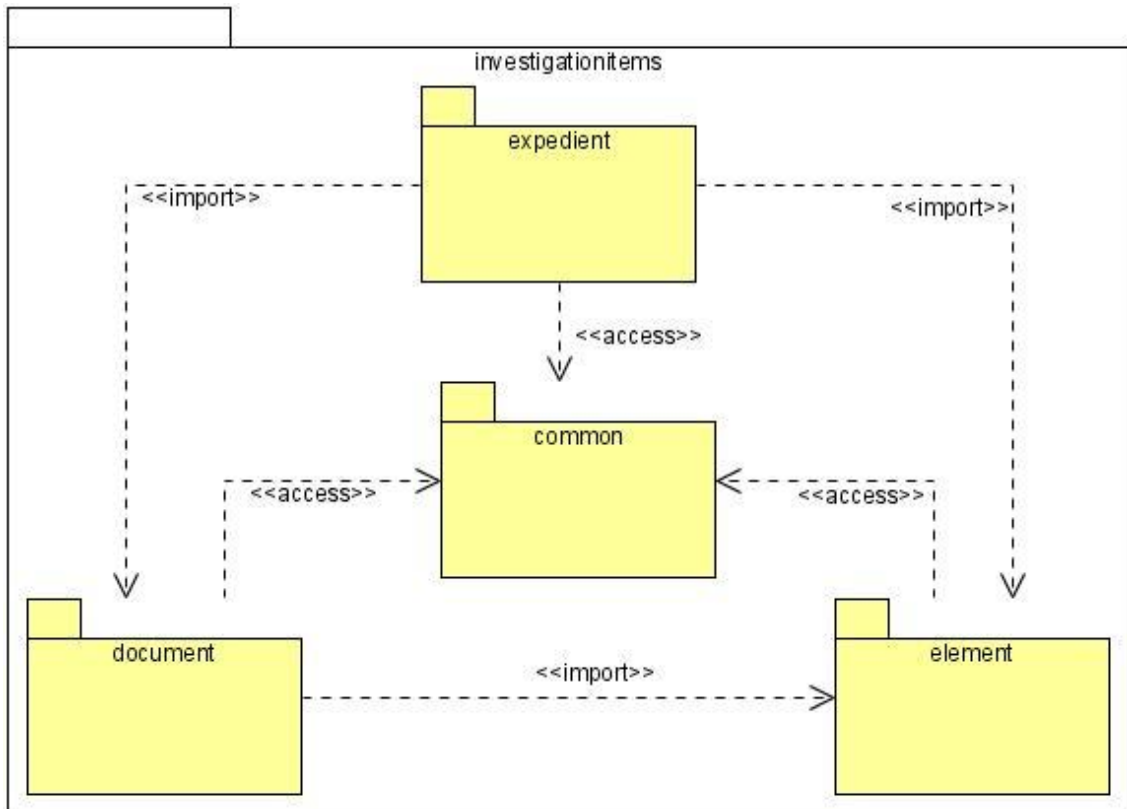 investigationitems
expedient
<<import>>
<<import>>
<<access>>
common
<<access>>
<<access>>
document
element
<<import>>